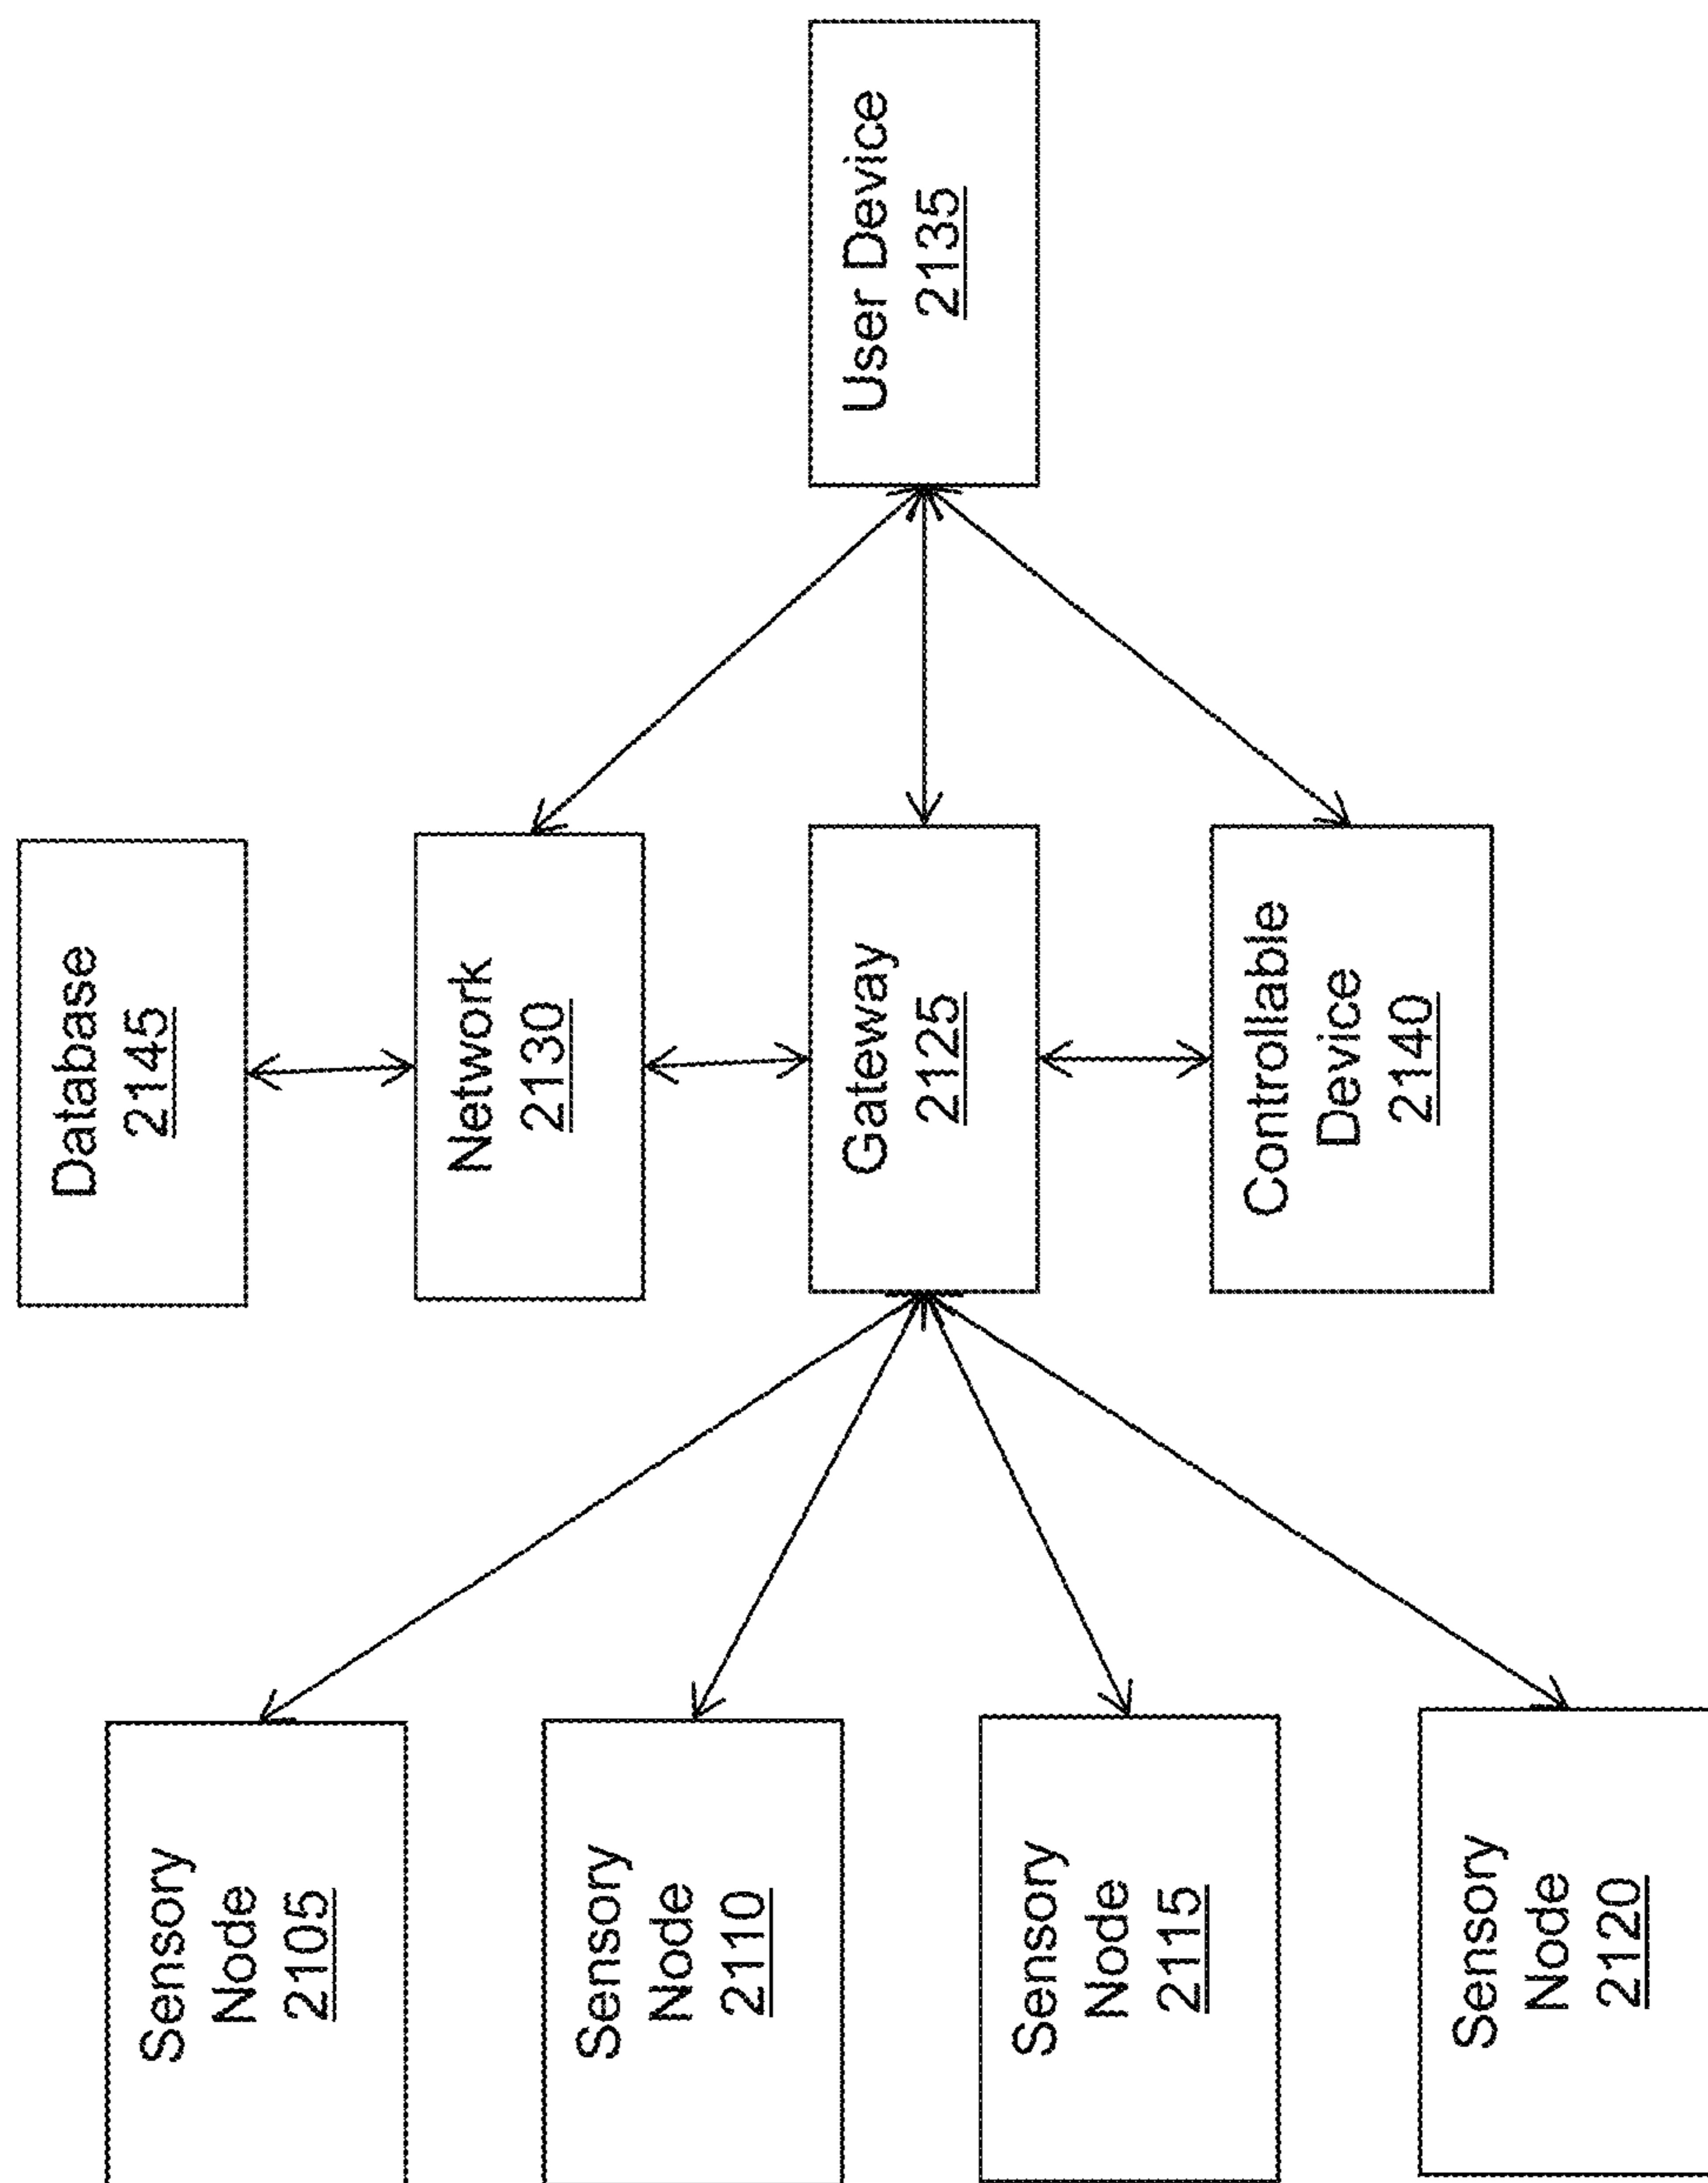 Sensory
Node
2105
Sensory
Node
2110
Sensory
Node
2115
Sensory
Node
2120
Database
2145
Network
2130
Gateway
2125
Controllable
Device
2140
User Device
2135